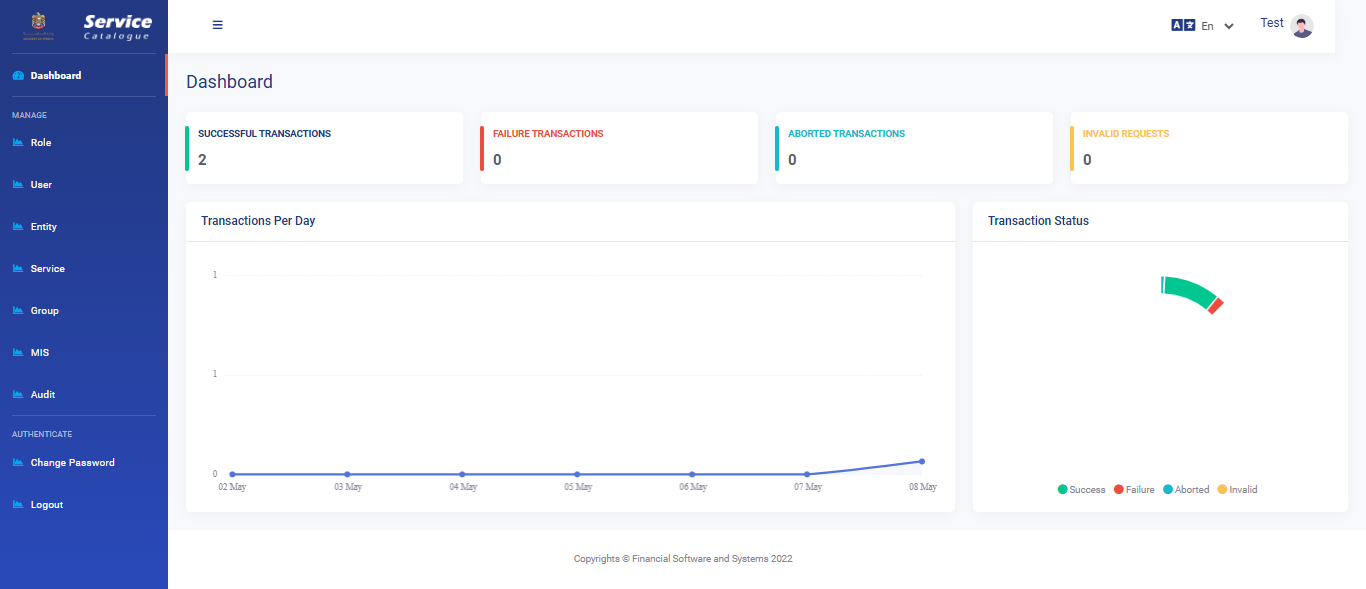 Service
Catalogue
En
Test
Dashboard
MANAGE
Role
User
Entity
Service
Group
MIS
Audit
AUTHENTICATE
Change Password
Logout
Dashboard
SUCCESSFUL TRANSACTIONS
2
FAILURE TRANSACTIONS
0
ABORTED TRANSACTIONS
0
INVALID REQUESTS
0
Transactions Per Day
1
1
0
02 May 03 May 04 May 05 May 06 May 07 May 08 May
Transaction Status
Success Failure Aborted Invalid
Copyrights © Financial Software and Systems 2022